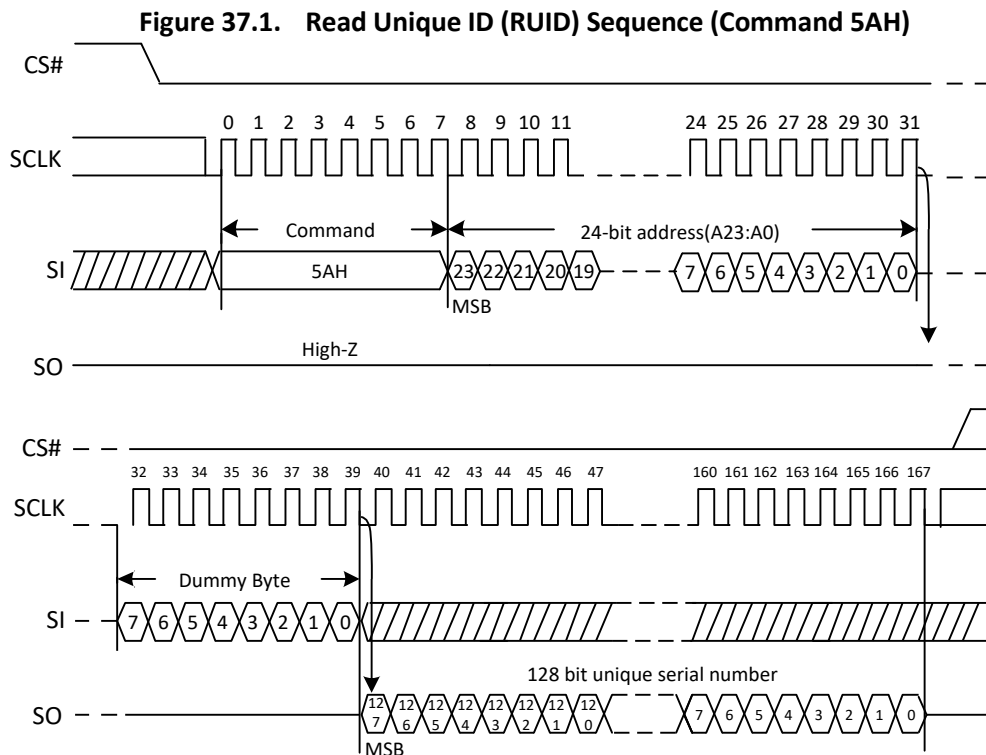 Figure 37.1. Read Unique ID (RUID) Sequence (Command 5AH)
CS#
0 1 2 3 4 5 6 7 8 9 10 11 24 25 26 27 28 29 30 31
SCLK
Command 24-bit address(A23:A0)
SI 5AH 23 22 21 20 19 7 6 5 4 3 2 1 0
MSB
High-Z
SO
CS#
32 33 34 35 36 37 38 39 40 41 42 43 44 45 46 47 160 161 162 163 164 165 166 167
SCLK
Dummy Byte
SI 7 6 5 4 3 2 1 0
128 bit unique serial number
SO 127 126 125 124 123 122 121 120 7 6 5 4 3 2 1 0
MSB